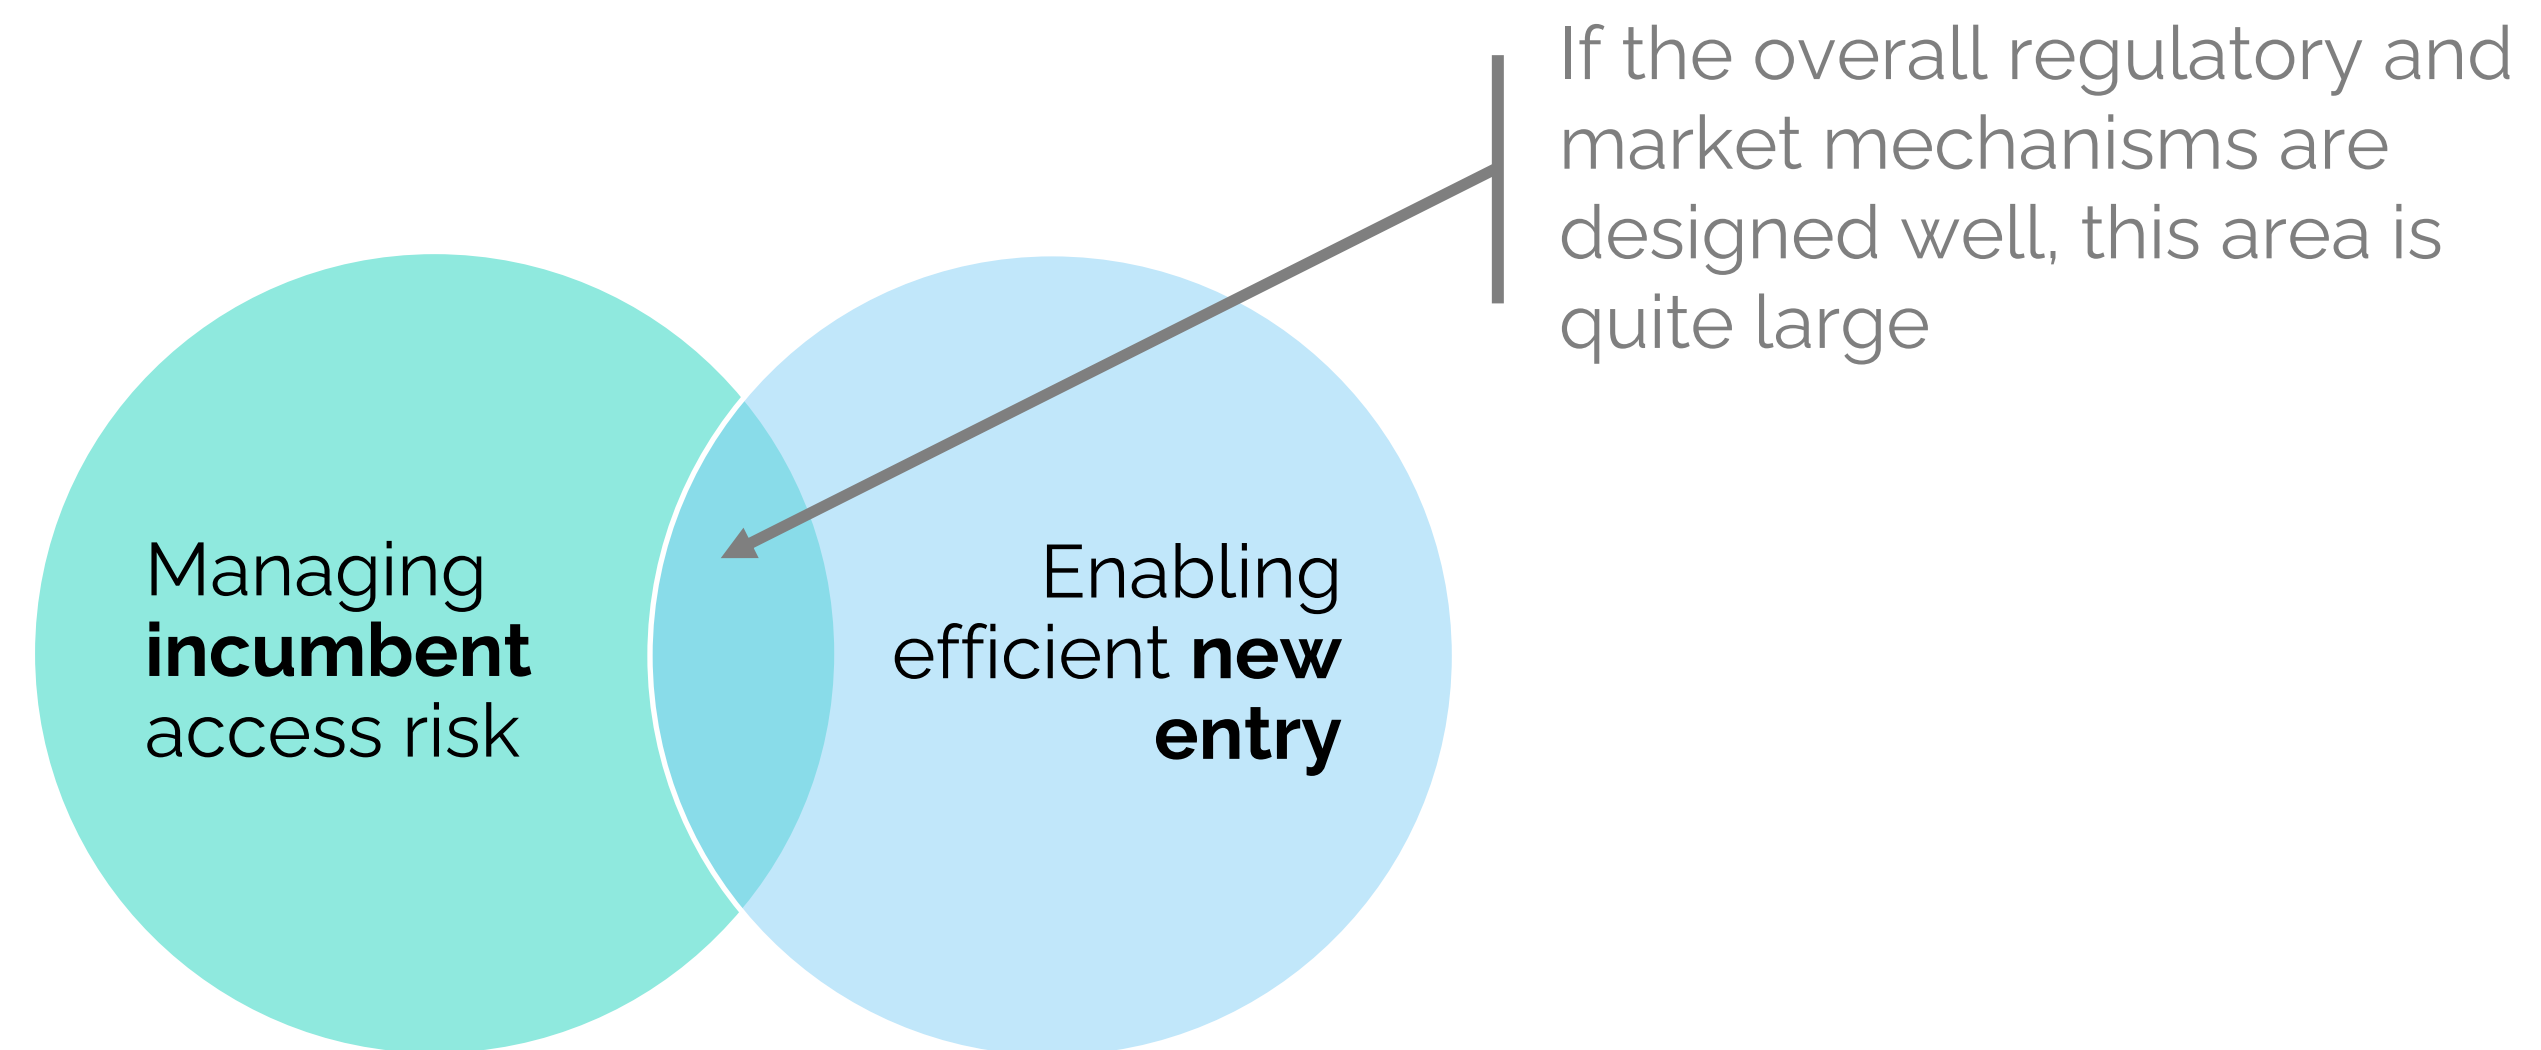 If the overall regulatory and
market mechanisms are
designed well, this area is
quite large
Managing
incumbent
access risk
Enabling
efficient new
entry